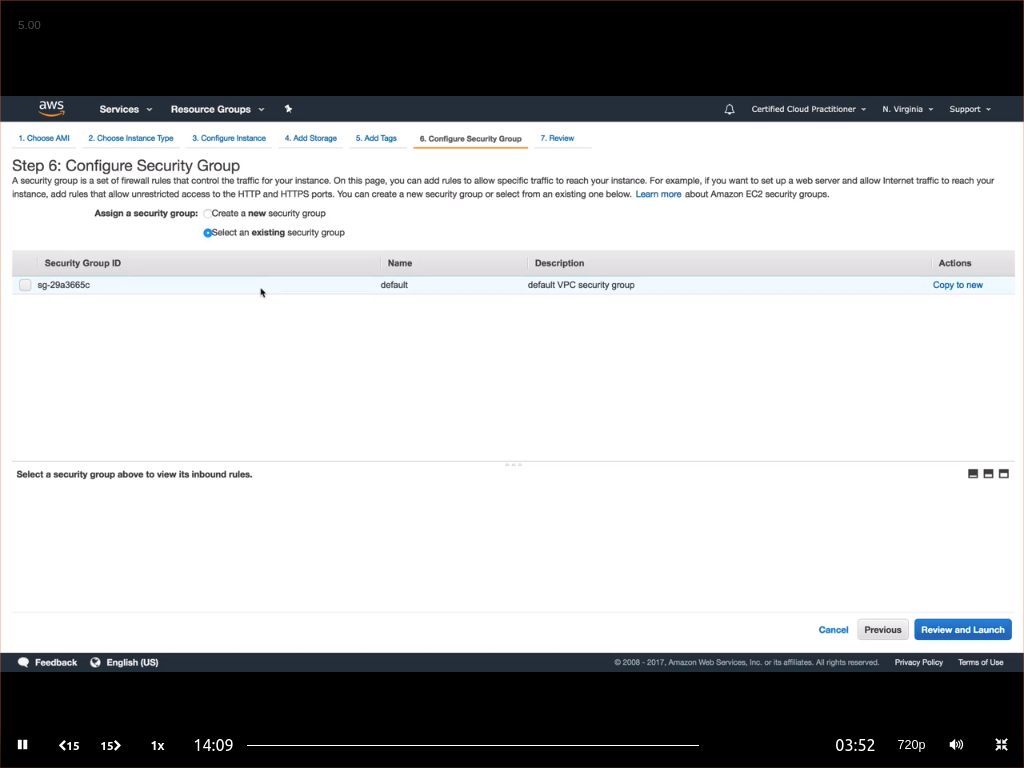 5.00
aws Services Resource Groups Certified Cloud Practitioner N. Virginia Support
1. Choose AMI 2. Choose Instance Type 3. Configure Instance 4. Add Storage 5. Add Tags 6. Configure Security Group 7. Review
Step 6: Configure Security Group
A security group is a set of firewall rules that control the traffic for your instance. On this page, you can add rules to allow specific traffic to reach your instance. For example, if you want to set up a web server and allow Internet traffic to reach your
instance, add rules that allow unrestricted access to the HTTP and HTTPS ports. You can create a new security group or select from an existing one below. Learn more about Amazon EC2 security groups.
Assign a security group: Create a new security group
Select an existing security group
Security Group ID Name Description Actions
sg-29a3665c default default VPC security group Copy to new
Select a security group above to view its inbound rules.
Cancel Previous Review and Launch
Feedback English (US) © 2008 - 2017, Amazon Web Services, Inc. or its affiliates. All rights reserved. Privacy Policy Terms of Use
15 15 1x 14:09 03:52 720p